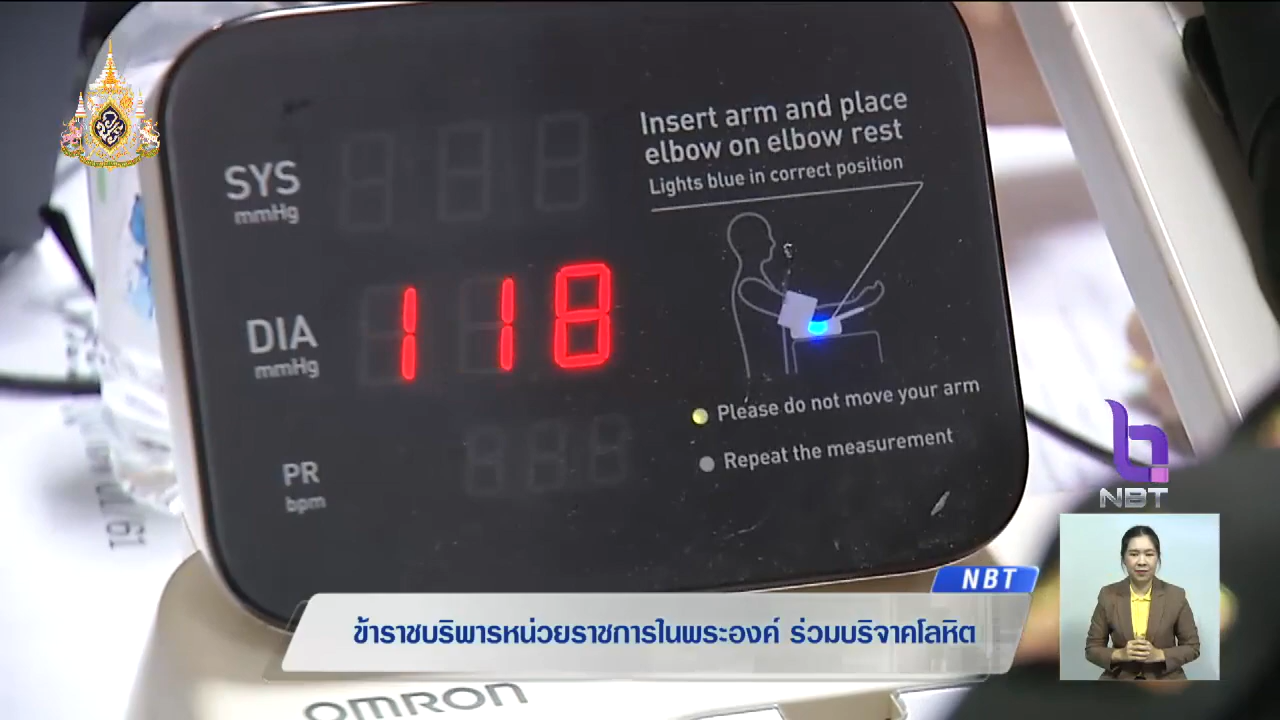 SYS
mmHg
DIA
mmHg
118
PR
bpm
Insert arm and place
elbow on elbow rest
Lights blue in correct position
Please do not move your arm
Repeat the measurement
NBT
NBT
ข้าราชบริพารหน่วยราชการในพระองค์ ร่วมบริจาคโลหิต
OMRON